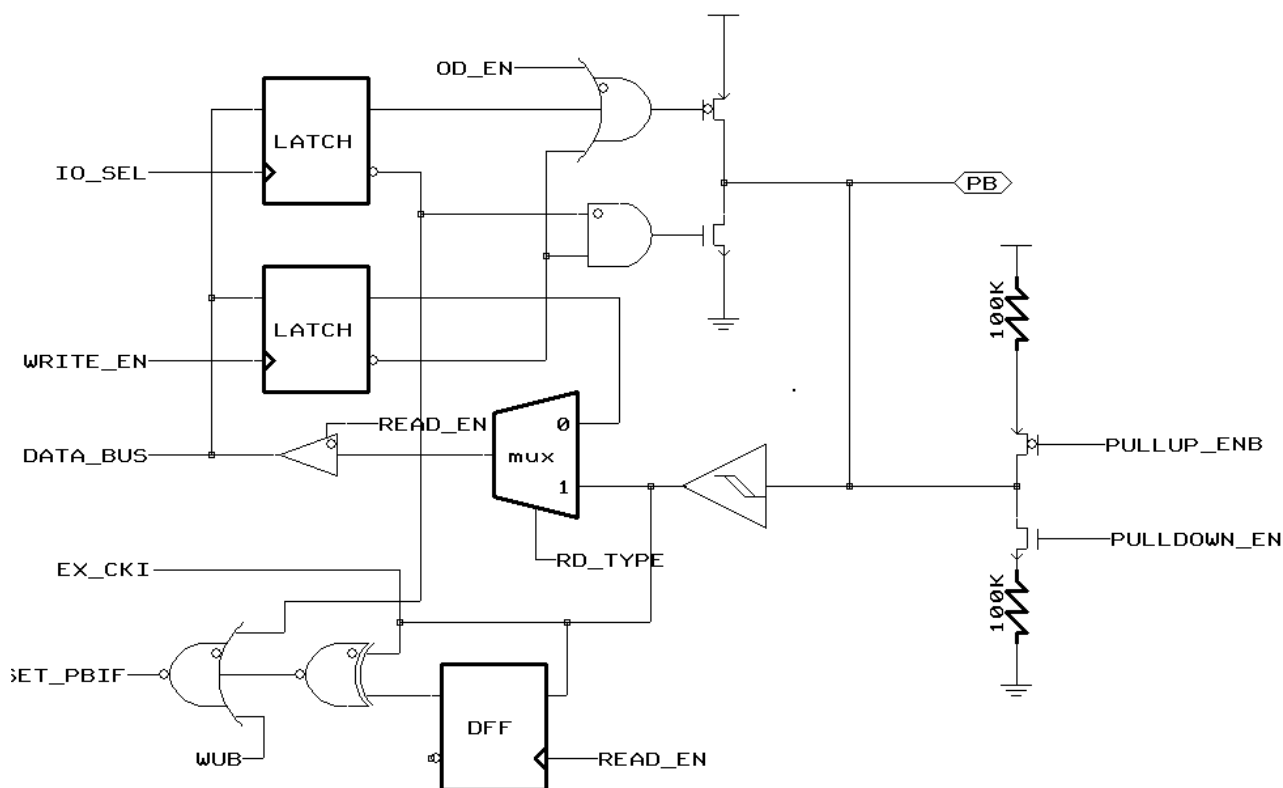 OD_EN
LATCH
IO_SEL
PB
LATCH
100K
WRITE_EN
READ_EN
0
DATA_BUS
mux
PULLUP_ENB
1
PULLDOWN_EN
RD_TYPE
EX_CKI
100K
SET_PBIF
DFF
WUB
READ_EN